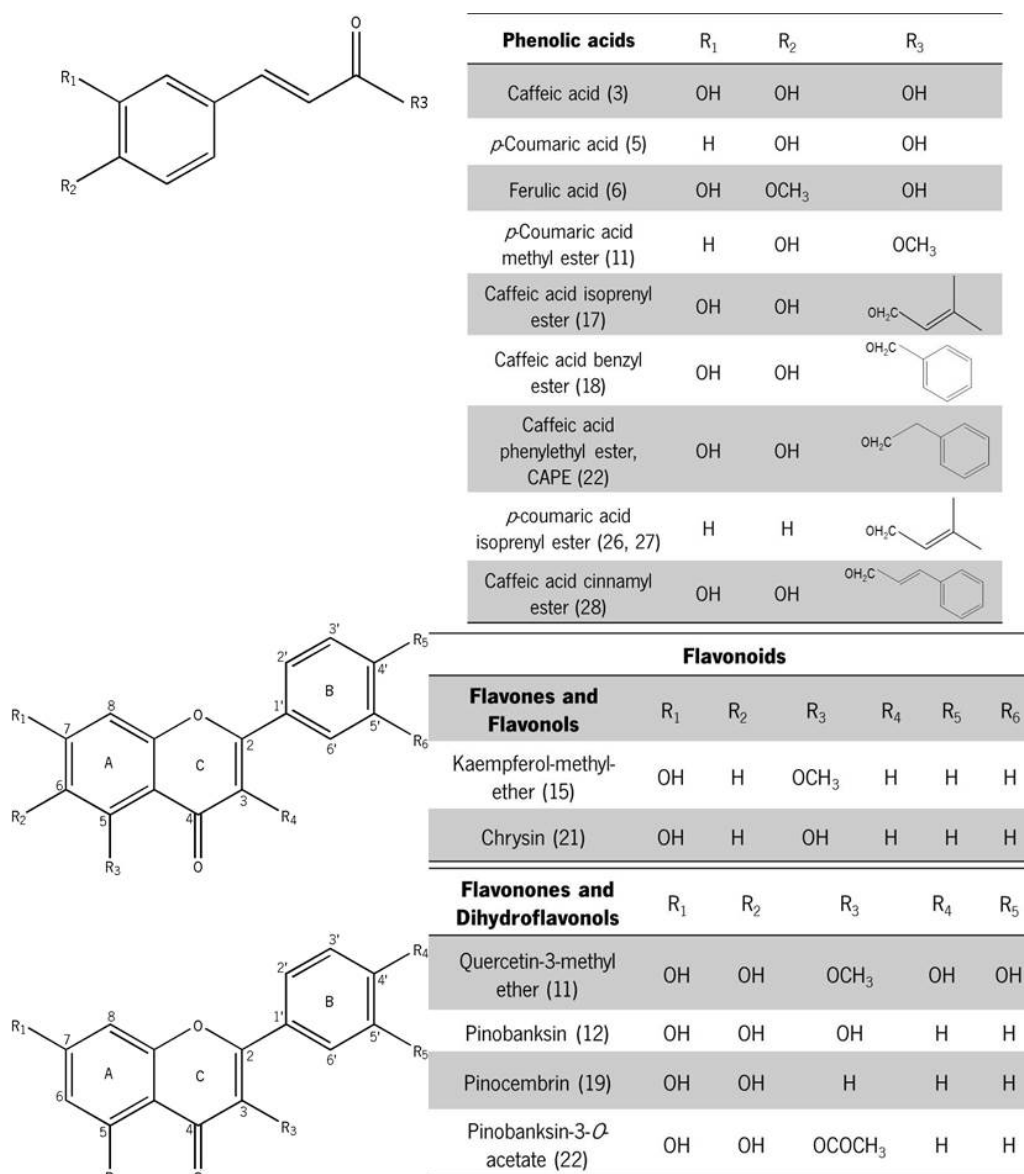 O
R1
R3
R2
Phenolic acids R1 R2 R3
Caffeic acid (3) OH OH OH
p-Coumaric acid (5) H OH OH
Ferulic acid (6) OH OCH3 OH
p-Coumaric acid
methyl ester (11) H OH OCH3
Caffeic acid isoprenyl
ester (17) OH OH OH2C
Caffeic acid benzyl
ester (18) OH OH OH2C
Caffeic acid
phenylethyl ester,
CAPE (22) OH OH OH2C
p-coumaric acid
isoprenyl ester (26, 27) H H OH2C
Caffeic acid cinnamyl
ester (28) OH OH OH2C
3'
R5
2'
4'
B
R1
8
O
1'
5'
7
2
6'
R6
A
C
6
3
R2
5
4
R4
R3
O
Flavonoids
Flavones and
Flavonols R1 R2 R3 R4 R5 R6
Kaempferol-methyl-
ether (15) OH H OCH3 H H H
Chrysin (21) OH H OH H H H
3'
R4
2'
4'
B
R1
8
O
1'
5'
7
2
6'
R5
A
C
6
3
5
4
R3
Flavonones and
Dihydroflavonols R1 R2 R3 R4 R5
Quercetin-3-methyl
ether (11) OH OH OCH3 OH OH
Pinobanksin (12) OH OH OH H H
Pinocembrin (19) OH OH H H H
Pinobanksin-3-O-
acetate (22) OH OH OCOCH3 H H